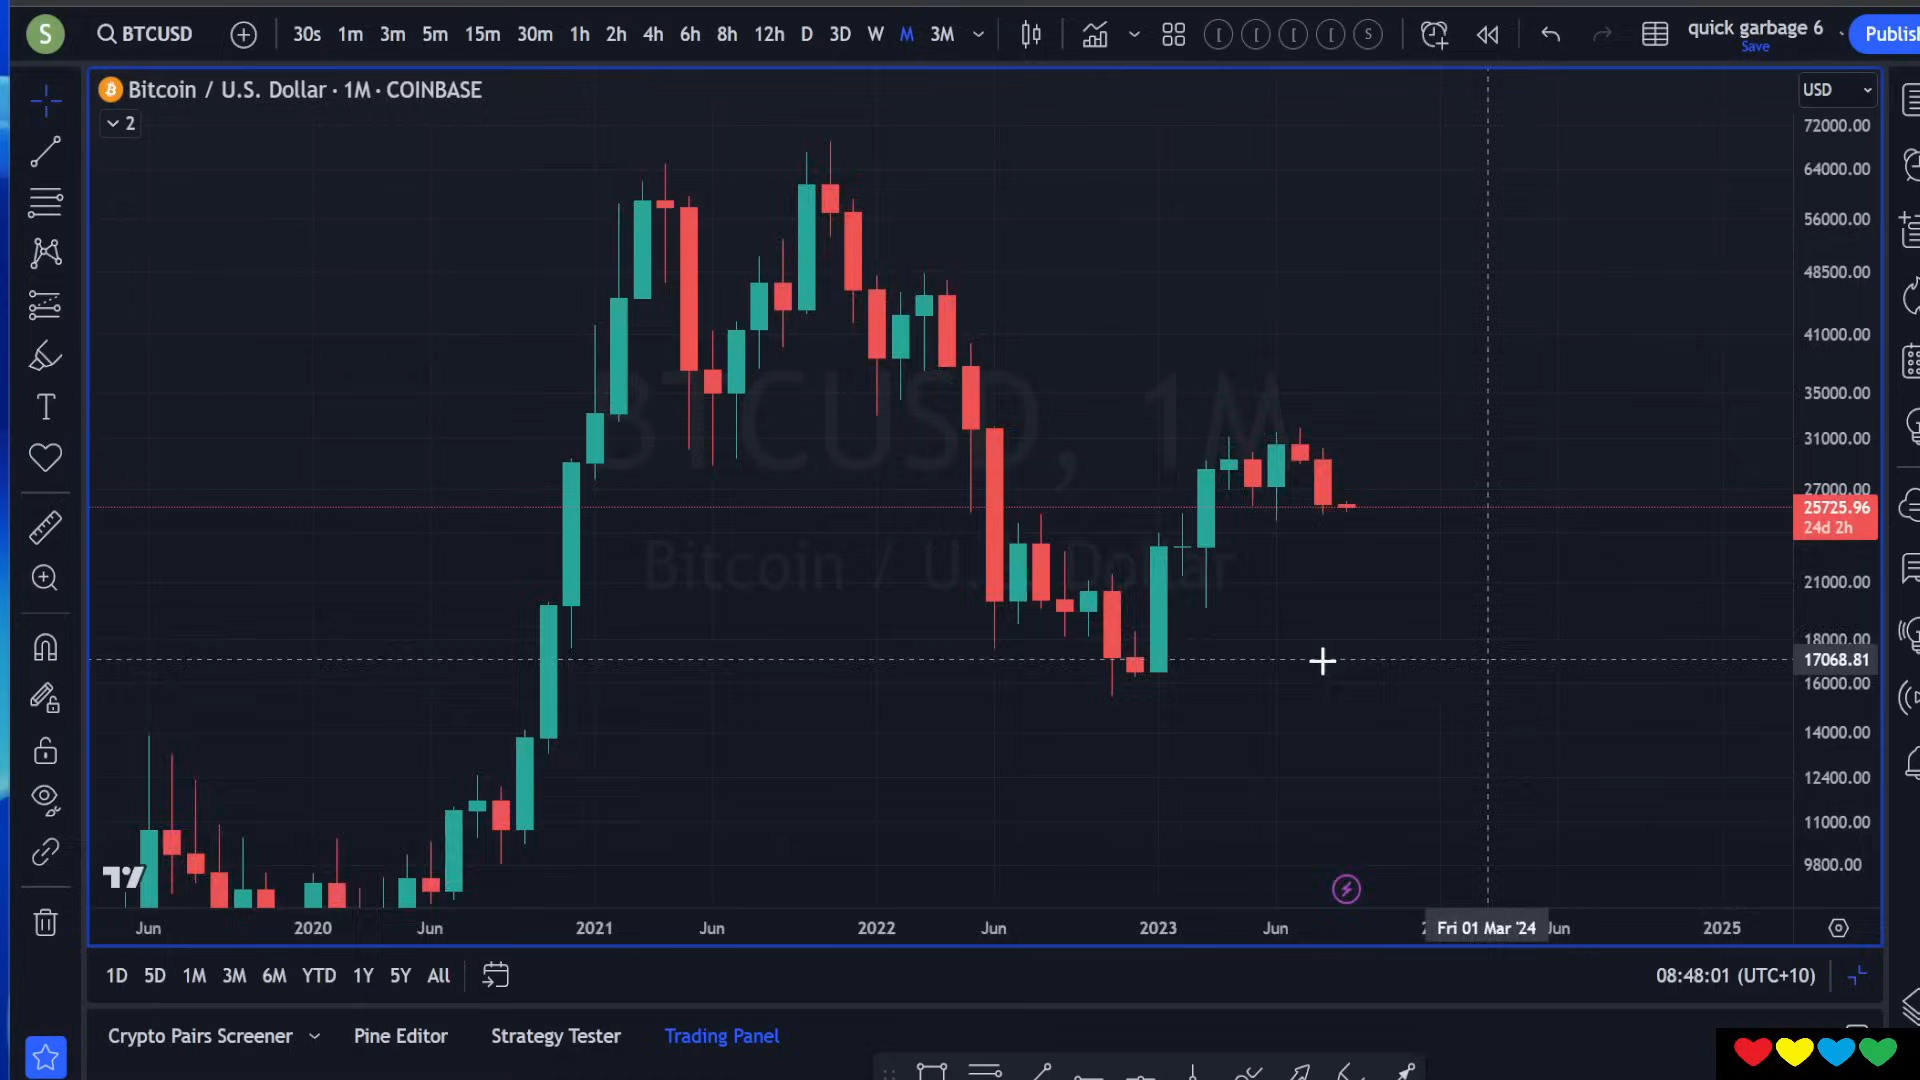 S BTCUSD 30s 1m 3m 5m 15m 30m 1h 2h 4h 6h 8h 12h D 3D W M 3M [ [ [ [ S quick garbage 6 Publish
Save
Bitcoin / U.S. Dollar · 1M · COINBASE USD
2
72000.00
64000.00
56000.00
48500.00
41000.00
35000.00
BTCUSD, 1M
31000.00
27000.00
25725.96
24d 2h
Bitcoin / U.S. Dollar
21000.00
18000.00
17068.81
16000.00
14000.00
12400.00
11000.00
9800.00
Jun 2020 Jun 2021 Jun 2022 Jun 2023 Jun Fri 01 Mar '24 Jun 2025
1D 5D 1M 3M 6M YTD 1Y 5Y All 08:48:01 (UTC+10)
Crypto Pairs Screener Pine Editor Strategy Tester Trading Panel